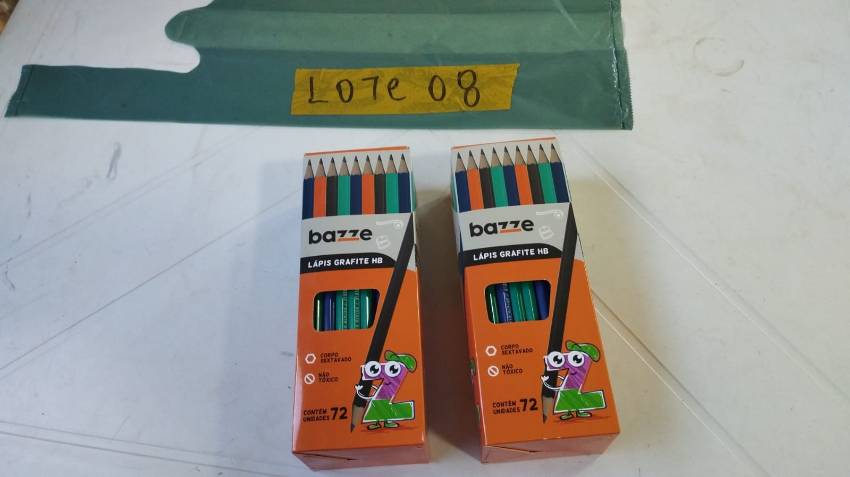 LOTe 08
bazze
LÁPIS GRAFITE HB
CORPO
SEXTAVADO
NÃO
TÓXICO
CONTÉM
UNIDADES 72
bazze
LÁPIS GRAFITE HB
CORPO
SEXTAVADO
NÃO
TÓXICO
CONTÉM
UNIDADES 72